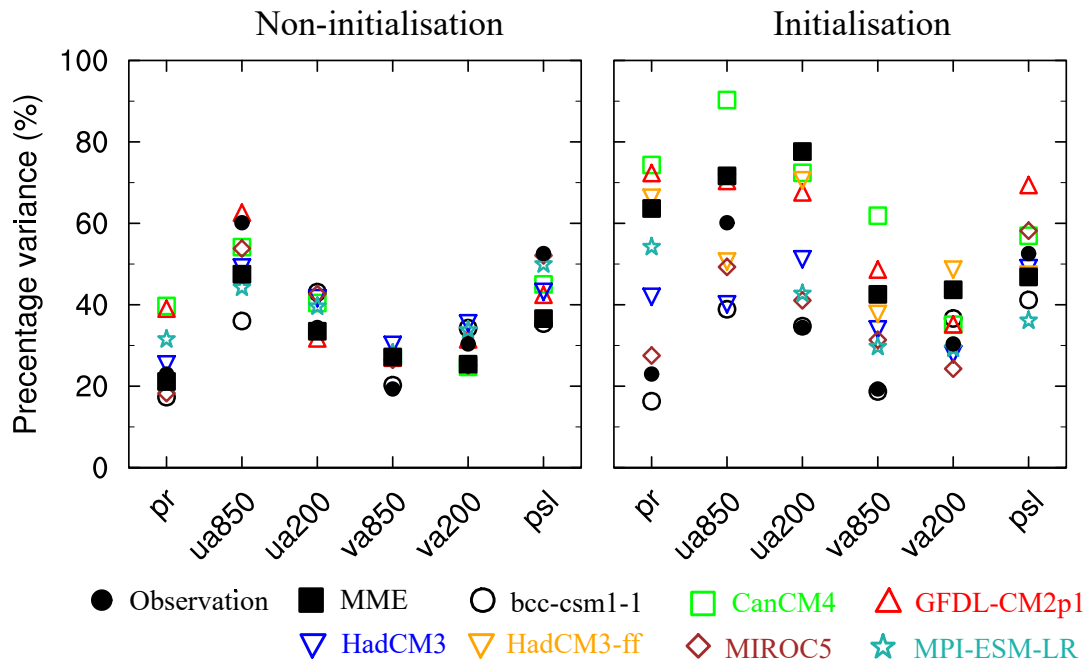 Non-initialisation
Initialisation
Precentage variance (%)
100
80
60
40
20
0
pr
ua850
ua200
va850
va200
psl
pr
ua850
ua200
va850
va200
psl
Observation
MME
bcc-csm1-1
CanCM4
GFDL-CM2p1
HadCM3
HadCM3-ff
MIROC5
MPI-ESM-LR